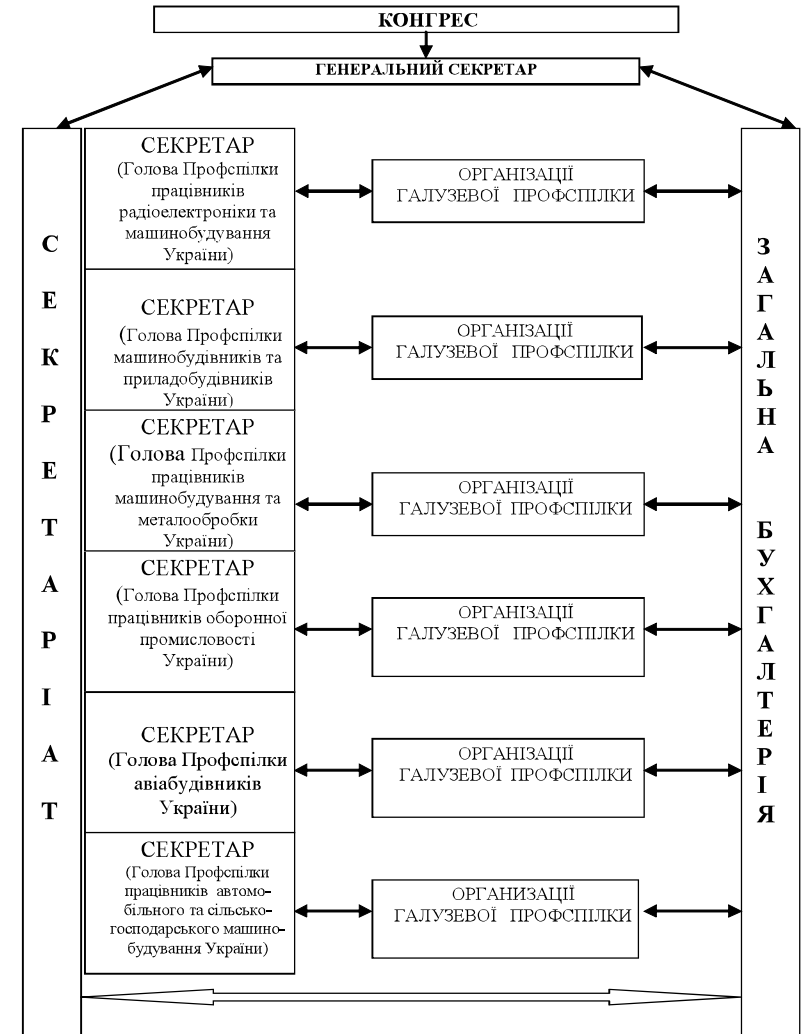 КОНГРЕС
ГЕНЕРАЛЬНИЙ СЕКРЕТАР
СЕКРЕТАРІАТ
СЕКРЕТАР
(Голова Профспілки
працівників
радіоелектроніки та
машинобудування
України)
ОРГАНІЗАЦІЇ
ГАЛУЗЕВОЇ ПРОФСПІЛКИ
СЕКРЕТАР
(Голова Профспілки
машинобудівників та
приладобудівників
України)
ОРГАНІЗАЦІЇ
ГАЛУЗЕВОЇ ПРОФСПІЛКИ
СЕКРЕТАР
(Голова Профспілки
працівників
машинобудування та
металообробки
України)
ОРГАНІЗАЦІЇ
ГАЛУЗЕВОЇ ПРОФСПІЛКИ
СЕКРЕТАР
(Голова Профспілки
працівників оборонної
промисловості
України)
ОРГАНІЗАЦІЇ
ГАЛУЗЕВОЇ ПРОФСПІЛКИ
СЕКРЕТАР
(Голова Профспілки
авіабудівників
України)
ОРГАНІЗАЦІЇ
ГАЛУЗЕВОЇ ПРОФСПІЛКИ
СЕКРЕТАР
(Голова Профспілки
працівників автомо-
більного та сільсько-
господарського машино-
будування України)
ОРГАНИЗАЦІЇ
ГАЛУЗЕВОЇ ПРОФСПІЛКИ
ЗАГАЛЬНА БУХГАЛТЕРІЯ